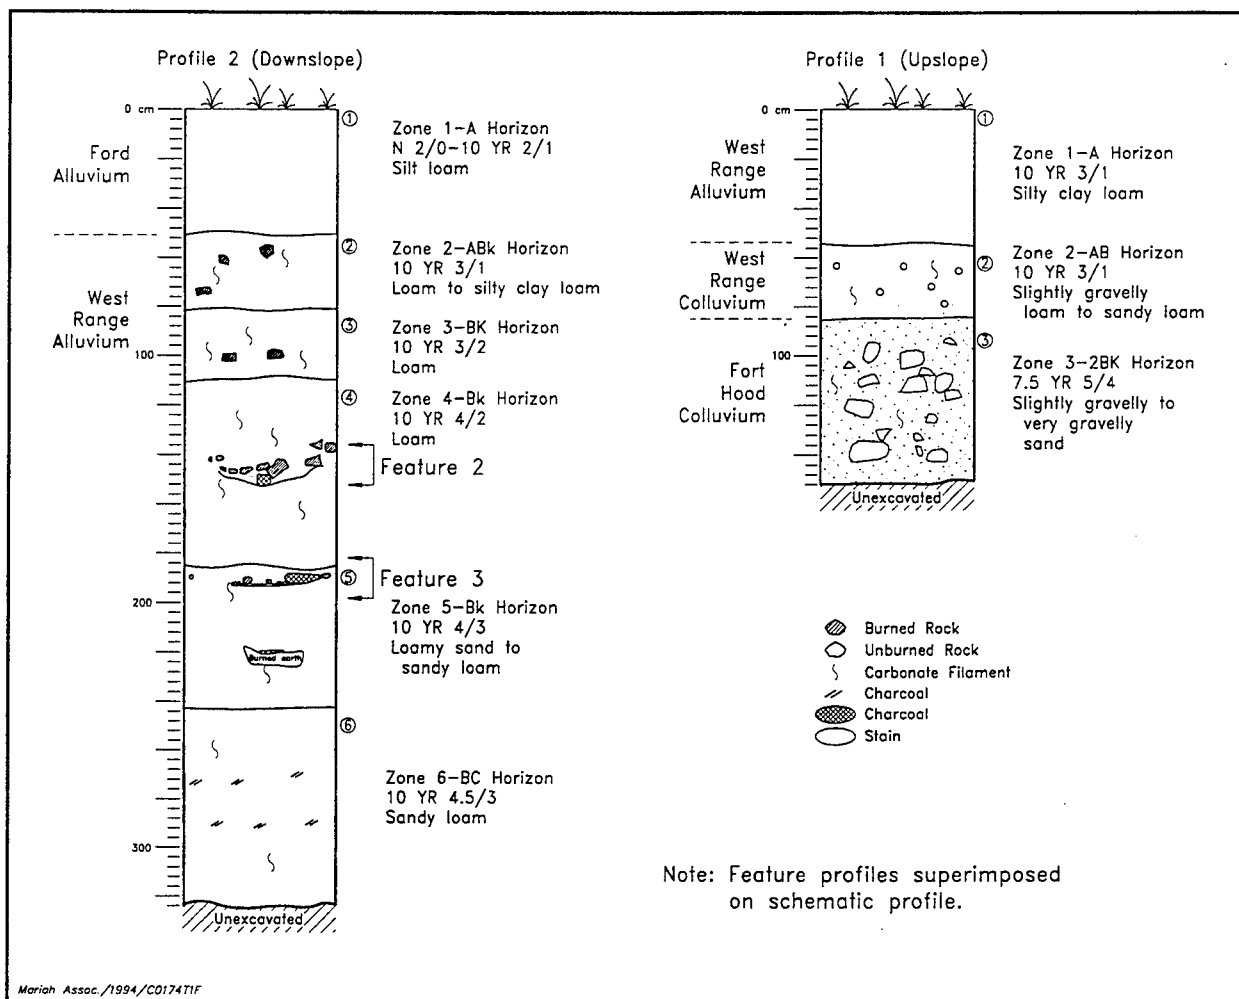 Profile 2 (Downslope)
0 cm
100
200
300
Ford
Alluvium
West
Range
Alluvium
①
Zone 1-A Horizon
N 2/0-10 YR 2/1
Silt loam
②
Zone 2-ABk Horizon
10 YR 3/1
Loam to silty clay loam
③
Zone 3-BK Horizon
10 YR 3/2
Loam
④
Zone 4-Bk Horizon
10 YR 4/2
Loam
Feature 2
Feature 3
⑤
Zone 5-Bk Horizon
10 YR 4/3
Loamy sand to
sandy loam
Burned earth
⑥
Zone 6-BC Horizon
10 YR 4.5/3
Sandy loam
Unexcavated
Profile 1 (Upslope)
0 cm
100
West
Range
Alluvium
West
Range
Colluvium
Fort
Hood
Colluvium
①
Zone 1-A Horizon
10 YR 3/1
Silty clay loam
②
Zone 2-AB Horizon
10 YR 3/1
Slightly gravelly
loam to sandy loam
③
Zone 3-2BK Horizon
7.5 YR 5/4
Slightly gravelly to
very gravelly
sand
Unexcavated
Burned Rock
Unburned Rock
Carbonate Filament
Charcoal
Charcoal
Stain
Note: Feature profiles superimposed
on schematic profile.
Mariah Assoc./1994/C0174T1F